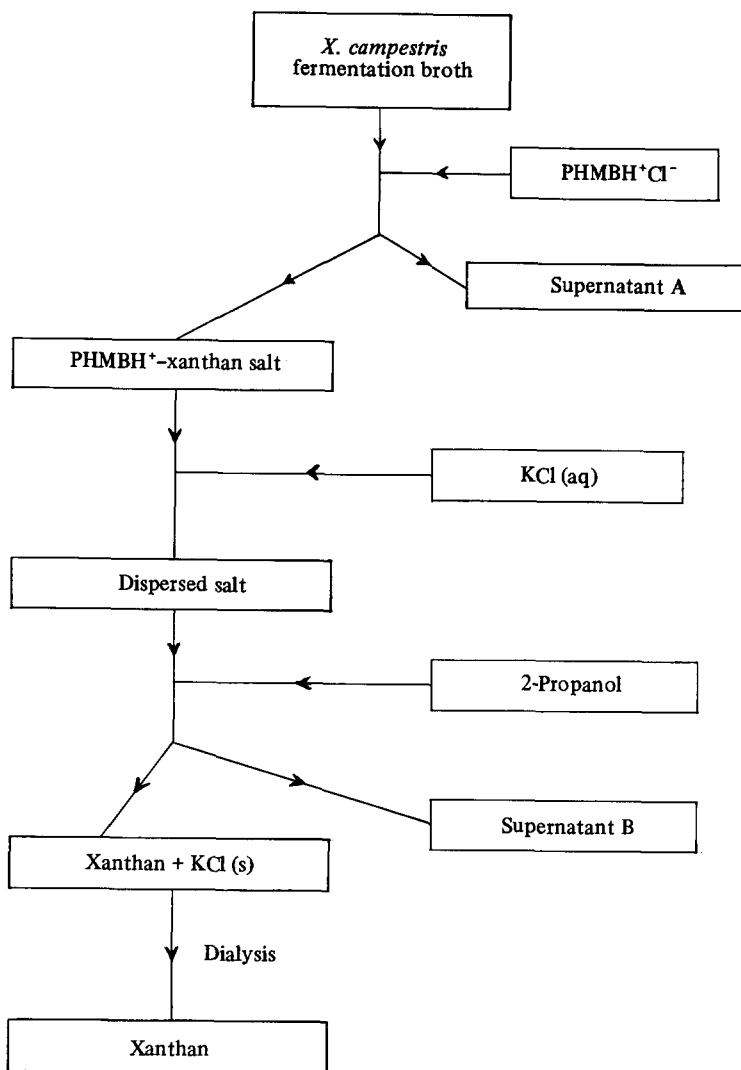 X. campestris
fermentation broth
PHMBH⁺Cl⁻
Supernatant A
PHMBH⁺–xanthan salt
KCl (aq)
Dispersed salt
2-Propanol
Supernatant B
Xanthan + KCl (s)
Dialysis
Xanthan